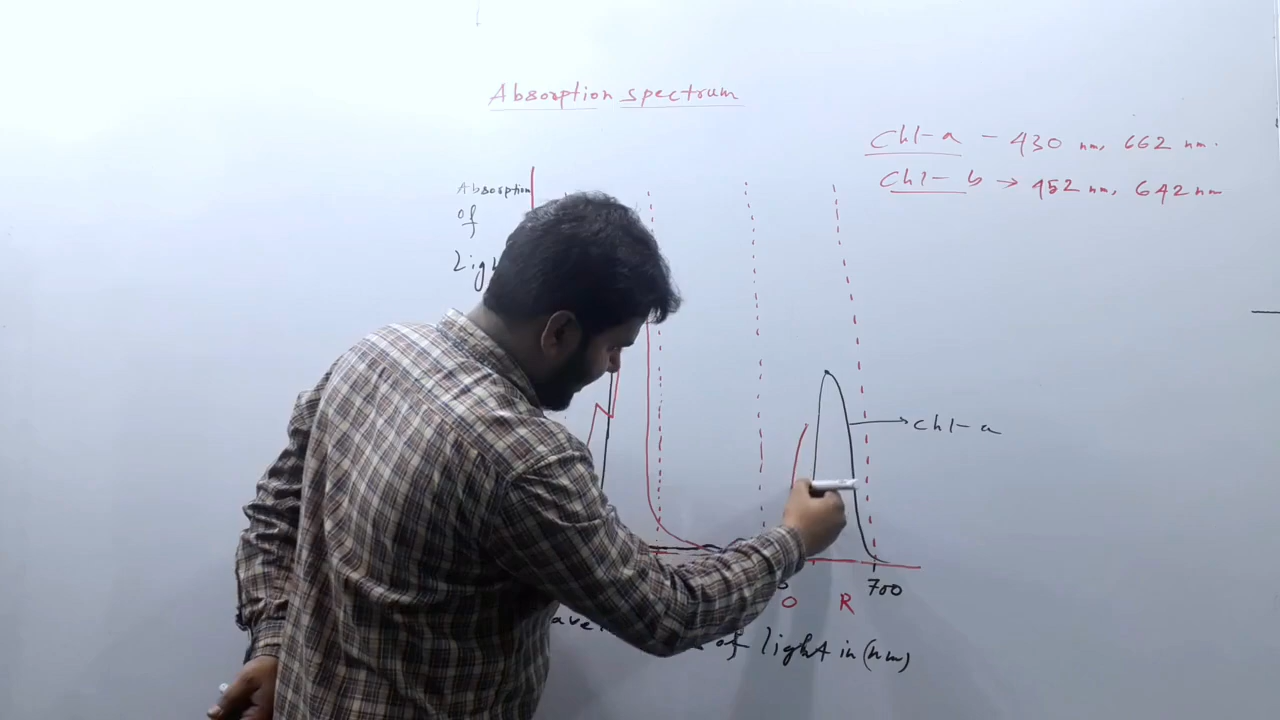 Absorption spectrum
Chl-a - 430 nm, 662 nm.
Chl-b → 452 nm, 642 nm
Absorption
of
Chl-a
700
O R
of light in (nm)